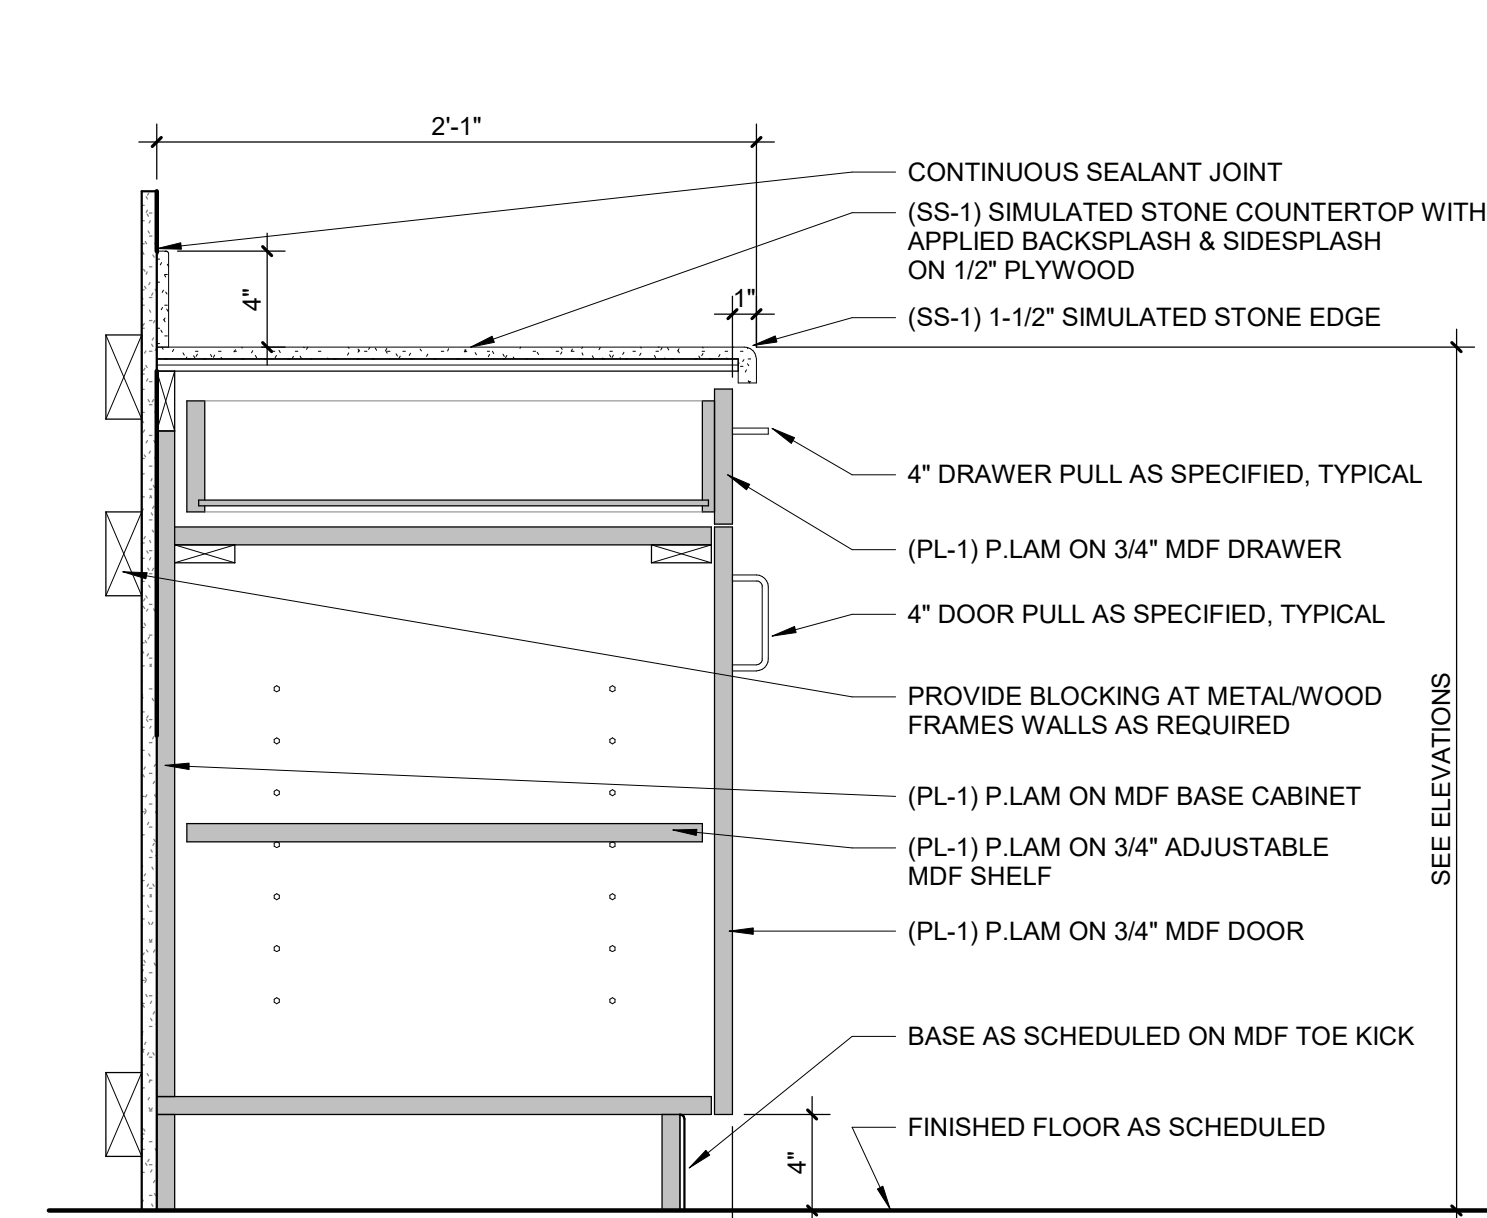 2'-1"
CONTINUOUS SEALANT JOINT
(SS-1) SIMULATED STONE COUNTERTOP WITH
APPLIED BACKSPLASH & SIDESPLASH
ON 1/2" PLYWOOD
4"
1"
(SS-1) 1-1/2" SIMULATED STONE EDGE
4" DRAWER PULL AS SPECIFIED, TYPICAL
(PL-1) P.LAM ON 3/4" MDF DRAWER
4" DOOR PULL AS SPECIFIED, TYPICAL
PROVIDE BLOCKING AT METAL/WOOD
FRAMES WALLS AS REQUIRED
SEE ELEVATIONS
(PL-1) P.LAM ON MDF BASE CABINET
(PL-1) P.LAM ON 3/4" ADJUSTABLE
MDF SHELF
(PL-1) P.LAM ON 3/4" MDF DOOR
BASE AS SCHEDULED ON MDF TOE KICK
FINISHED FLOOR AS SCHEDULED
4"